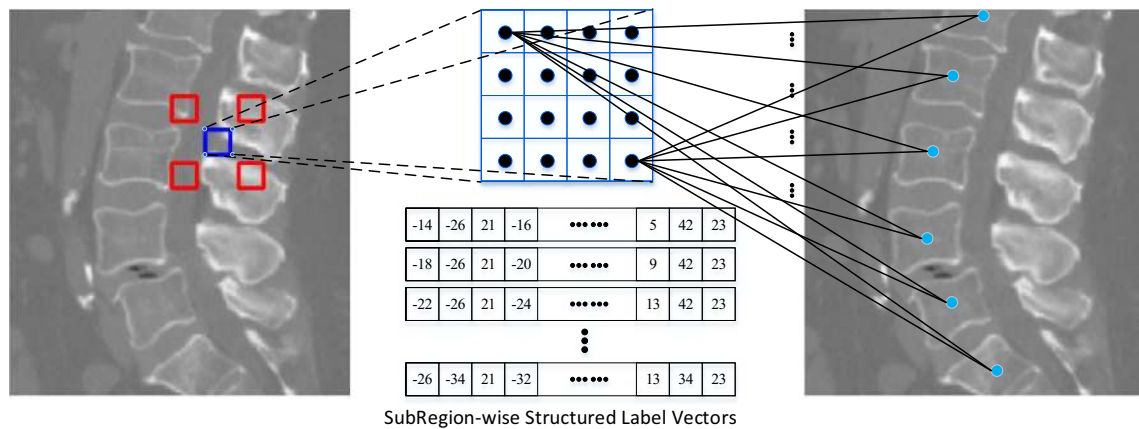 -14 -26 21 -16 ••• ••• 5 42 23
-18 -26 21 -20 ••• ••• 9 42 23
-22 -26 21 -24 ••• ••• 13 42 23
-26 -34 21 -32 ••• ••• 13 34 23
SubRegion-wise Structured Label Vectors